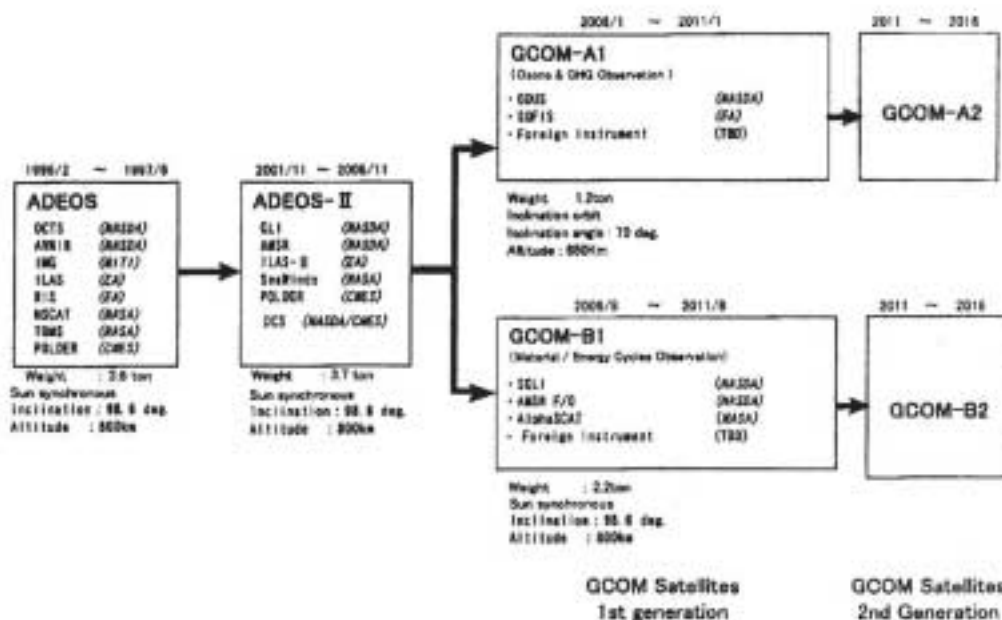 1996/2 ～ 1997/6
ADEOS
OCTS (NASDA)
AVNIR (NASDA)
IMG (MITI)
ILAS (EA)
RIS (EA)
NSCAT (NASA)
TOMS (NASA)
POLDER (CNES)
Weight : 3.6 ton
Sun synchronous
Inclination : 98.6 deg.
Altitude : 800km
2001/11 ～ 2006/11
ADEOS-II
GLI (NASDA)
AMSR (NASDA)
ILAS-II (EA)
SeaWinds (NASA)
POLDER (CNES)
DCS (NASDA/CNES)
Weight : 3.7 ton
Sun synchronous
Inclination : 98.6 deg.
Altitude : 800km
～ 2011/1
GCOM-A1
(Ozone & GHG Observation )
・ODUS (NASDA)
・SOFIS (EA)
・Foreign Instrument (TBD)
Weight 1.2ton
Inclination orbit
Inclination angle : 70 deg.
Altitude : 650Km
2011 ～ 2016
GCOM-A2
～ 2011/8
GCOM-B1
(Material / Energy Cycles Observation)
・SGLI (NASDA)
・AMSR F/O (NASDA)
・AlphaSCAT (NASA)
- Foreign Instrument (TBD)
Weight : 2.2ton
Sun synchronous
Inclination : 98.6 deg.
Altitude : 800km
2011 ～ 2016
GCOM-B2
GCOM Satellites
1st generation
GCOM Satellites
2nd Generation